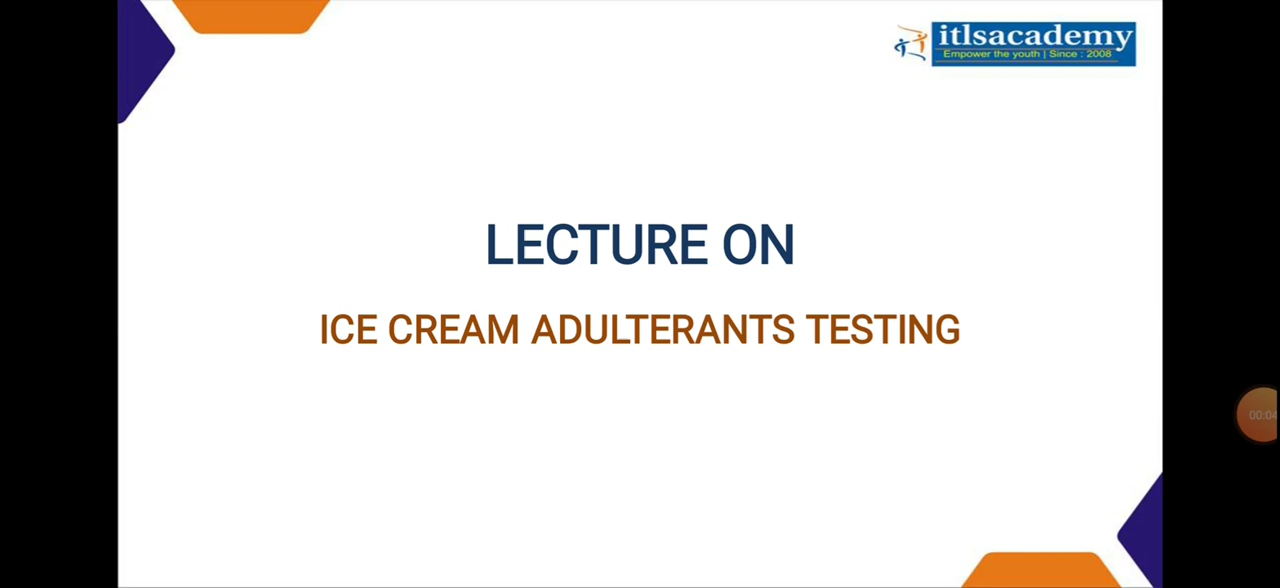 itlsacademy
Empower the youth | Since : 2008
LECTURE ON
ICE CREAM ADULTERANTS TESTING
00:04